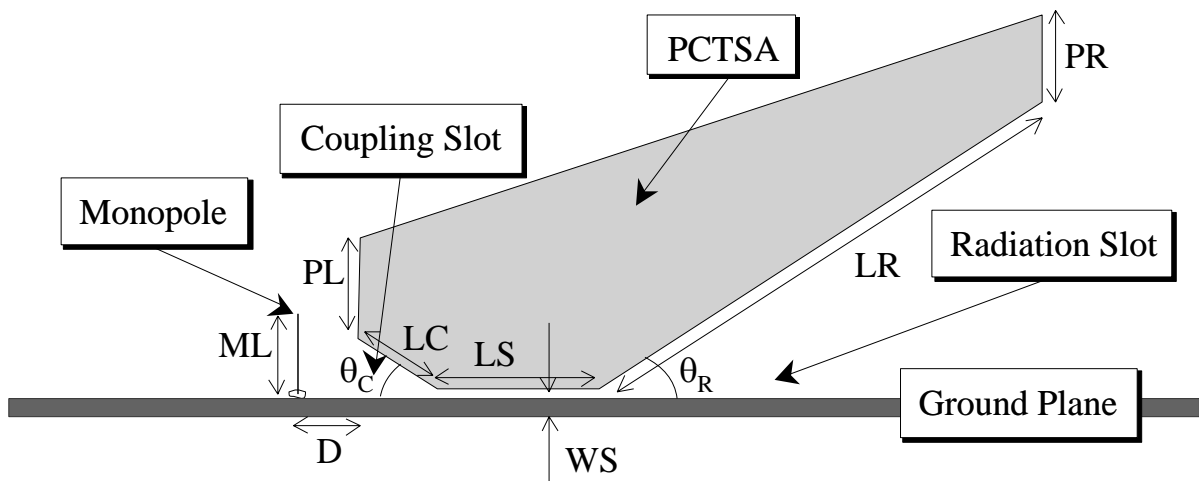 PCTSA
PR
Coupling Slot
Monopole
Radiation Slot
PL
LR
ML
LC
LS
θC
θR
Ground Plane
D
WS